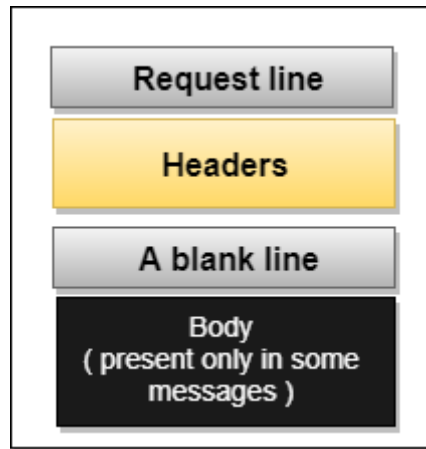 Request line
Headers
A blank line
Body
( present only in some
messages )